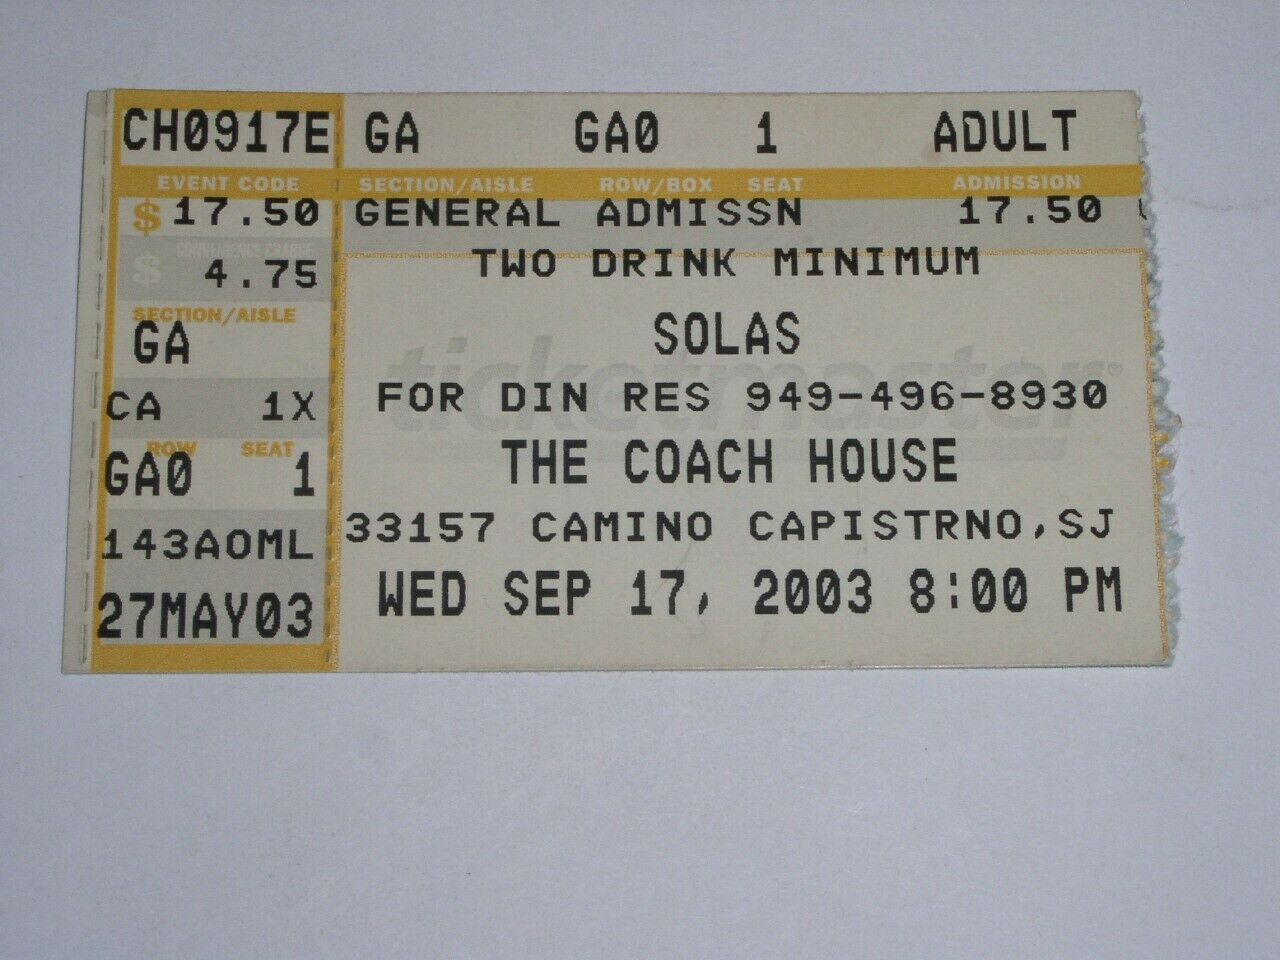 CH0917E GA GA0 1 ADULT
EVENT CODE SECTION/AISLE ROW/BOX SEAT ADMISSION
$ 17.50 GENERAL ADMISSN 17.50
CONVENIENCE CHARGE
$ 4.75
TWO DRINK MINIMUM
SECTION/AISLE
GA
SOLAS
ticketmaster
CA 1X
FOR DIN RES 949-496-8930
ROW SEAT
GA0 1
THE COACH HOUSE
143AOML
33157 CAMINO CAPISTRNO,SJ
27MAY03
WED SEP 17, 2003 8:00 PM